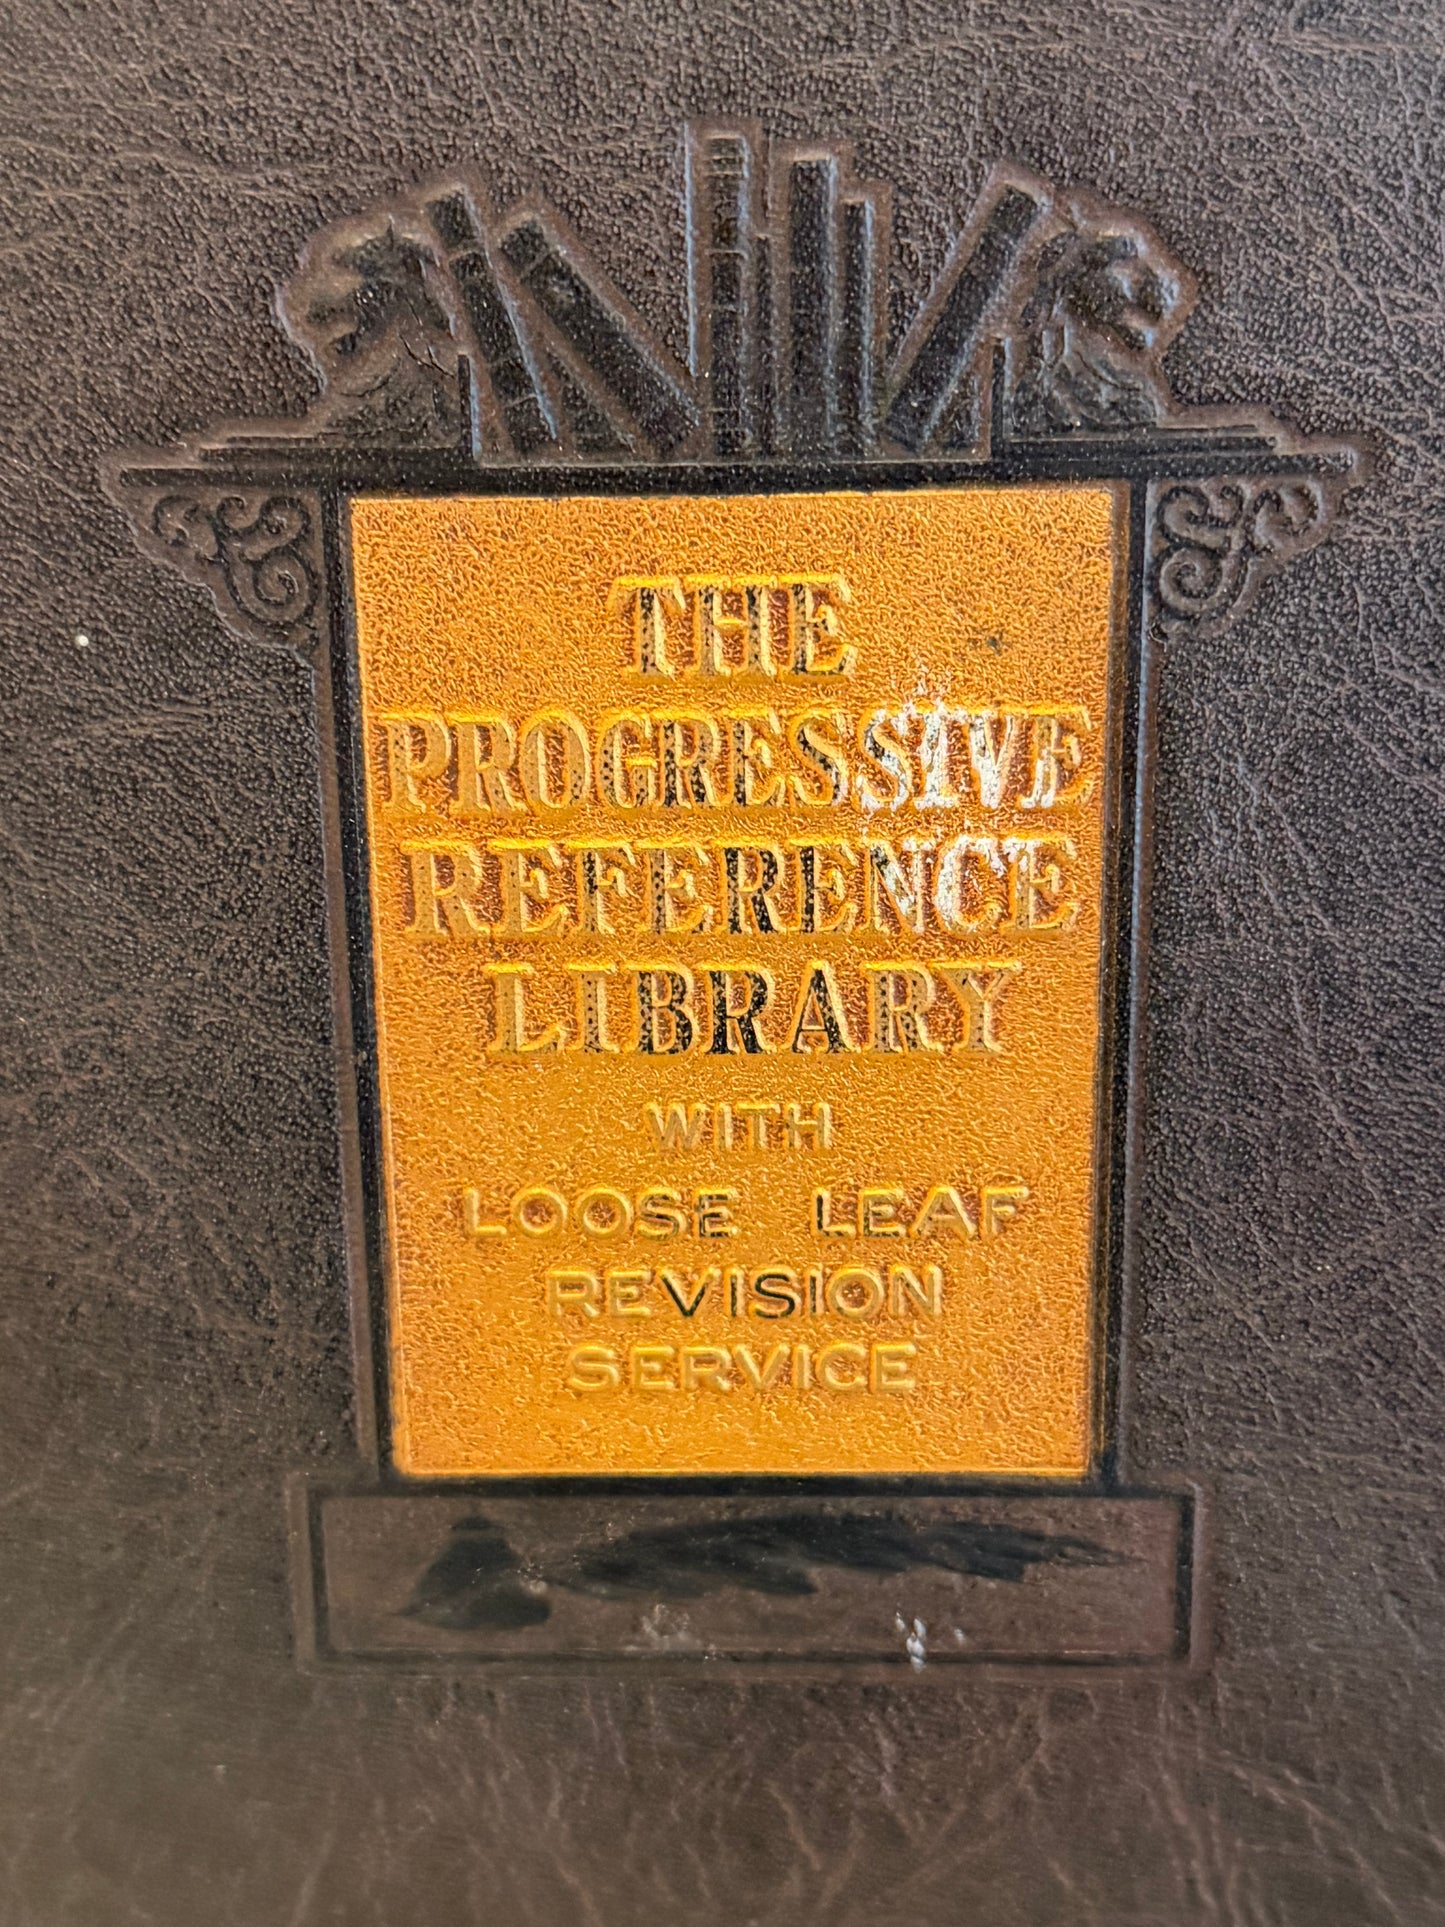 THE
PROGRESSIVE
REFERENCE
LIBRARY
WITH
LOOSE LEAF
REVISION
SERVICE